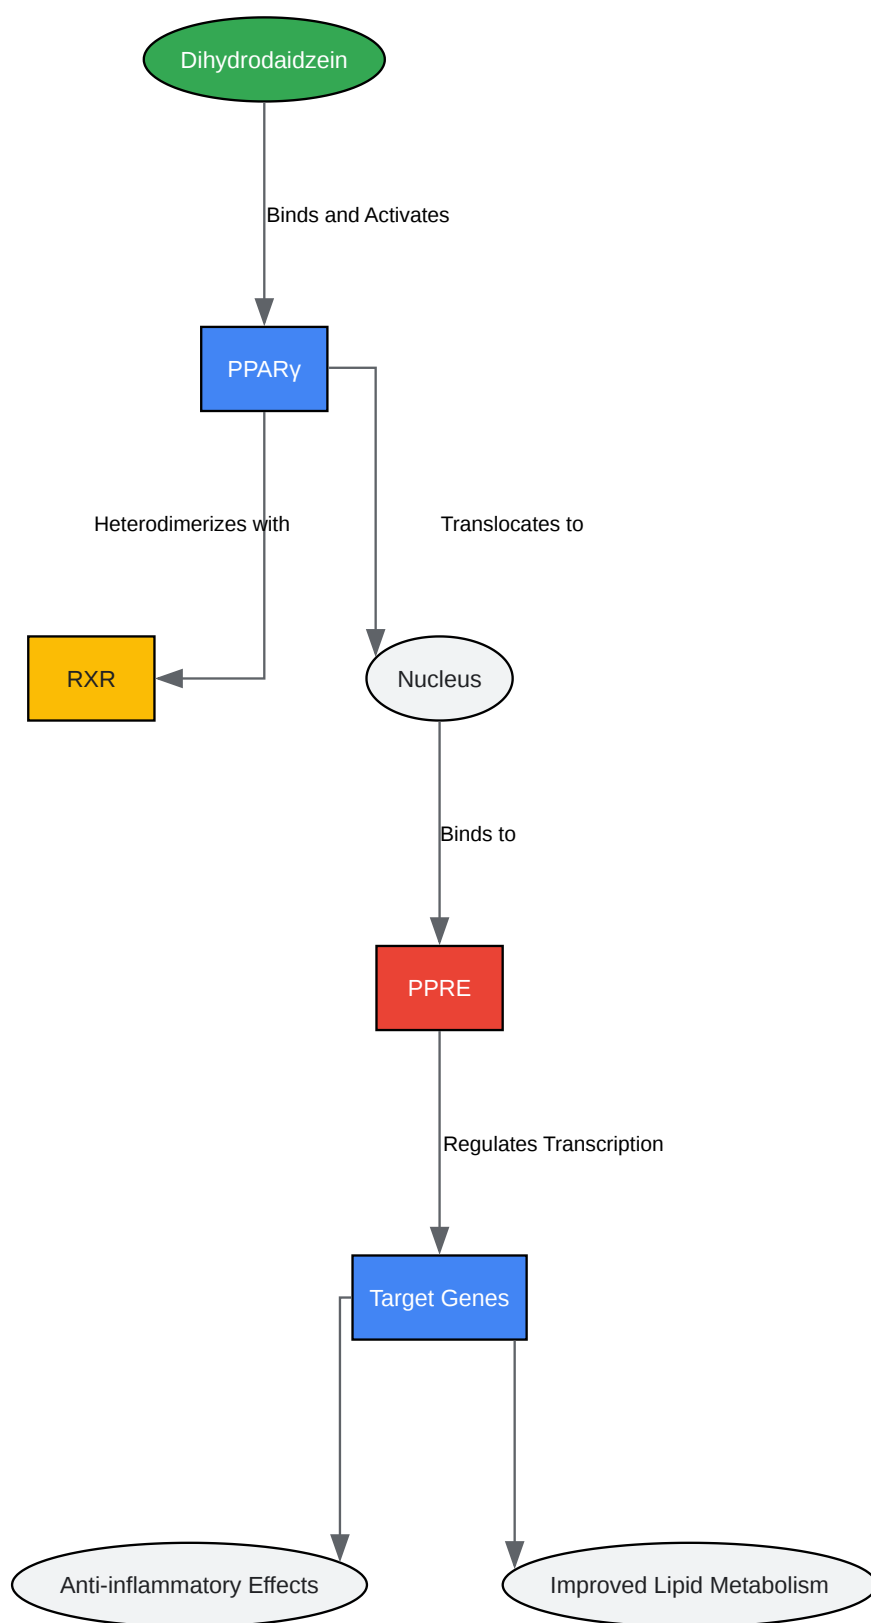 Dihydrodaidzein
Binds and Activates
PPARγ
Heterodimerizes with
Translocates to
RXR
Nucleus
Binds to
PPRE
Regulates Transcription
Target Genes
Anti-inflammatory Effects
Improved Lipid Metabolism